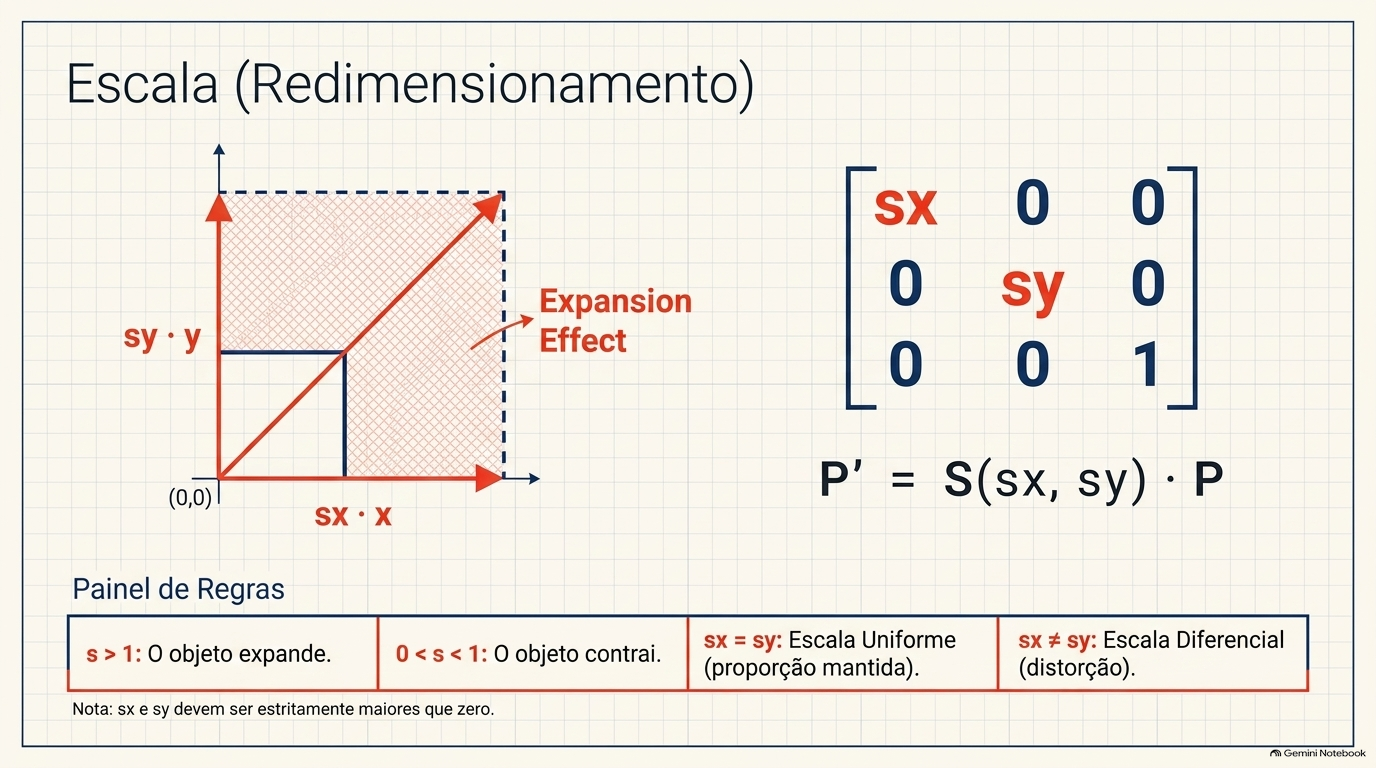 Escala (Redimensionamento)
sy · y
Expansion
Effect
(0,0)
sx · x
sx 0 0
0 sy 0
0 0 1
P’ = S(sx, sy) · P
Painel de Regras
s > 1: O objeto expande.
0 < s < 1: O objeto contrai.
sx = sy: Escala Uniforme
(proporção mantida).
sx ≠ sy: Escala Diferencial
(distorção).
Nota: sx e sy devem ser estritamente maiores que zero.
Gemini Notebook